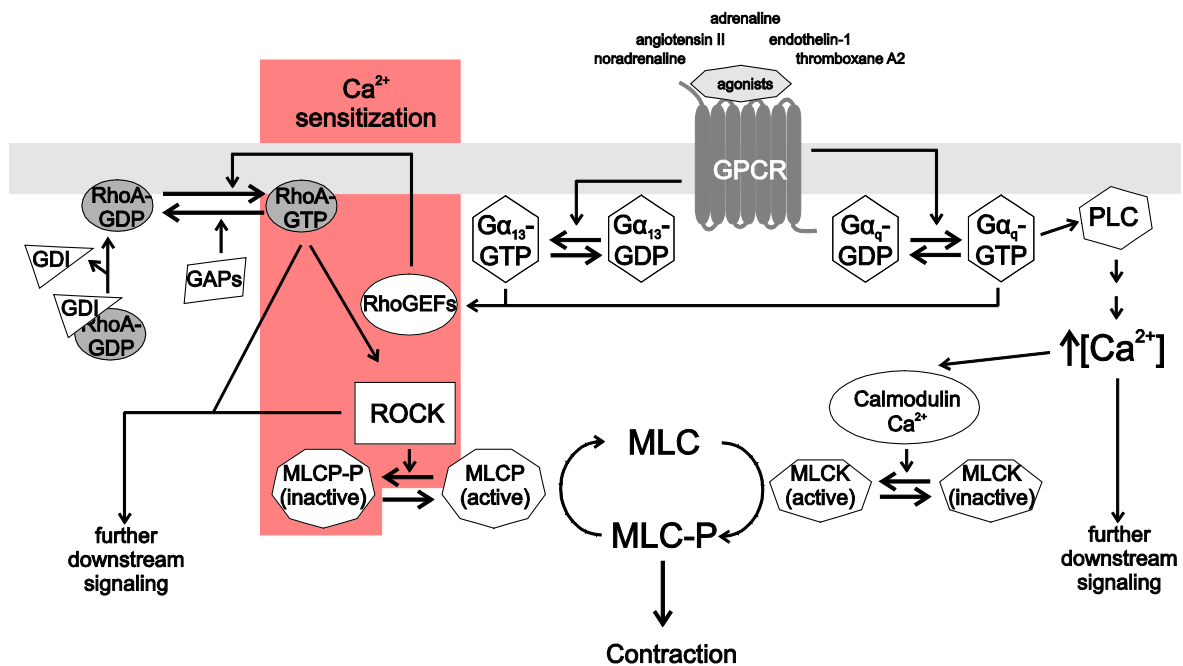 adrenaline
angiotensin II
endothelin-1
noradrenaline
thromboxane A2
agonists
Ca²⁺
sensitization
GPCR
RhoA-
GDP
RhoA-
GTP
Gα₁₃-
GTP
Gα₁₃-
GDP
Gαq-
GDP
Gαq-
GTP
PLC
GDI
GAPs
RhoGEFs
GDI
RhoA-
GDP
↑[Ca²⁺]
Calmodulin
Ca²⁺
ROCK
MLC
MLCP-P
(inactive)
MLCP
(active)
MLCK
(active)
MLCK
(inactive)
MLC-P
further
downstream
signaling
further
downstream
signaling
Contraction